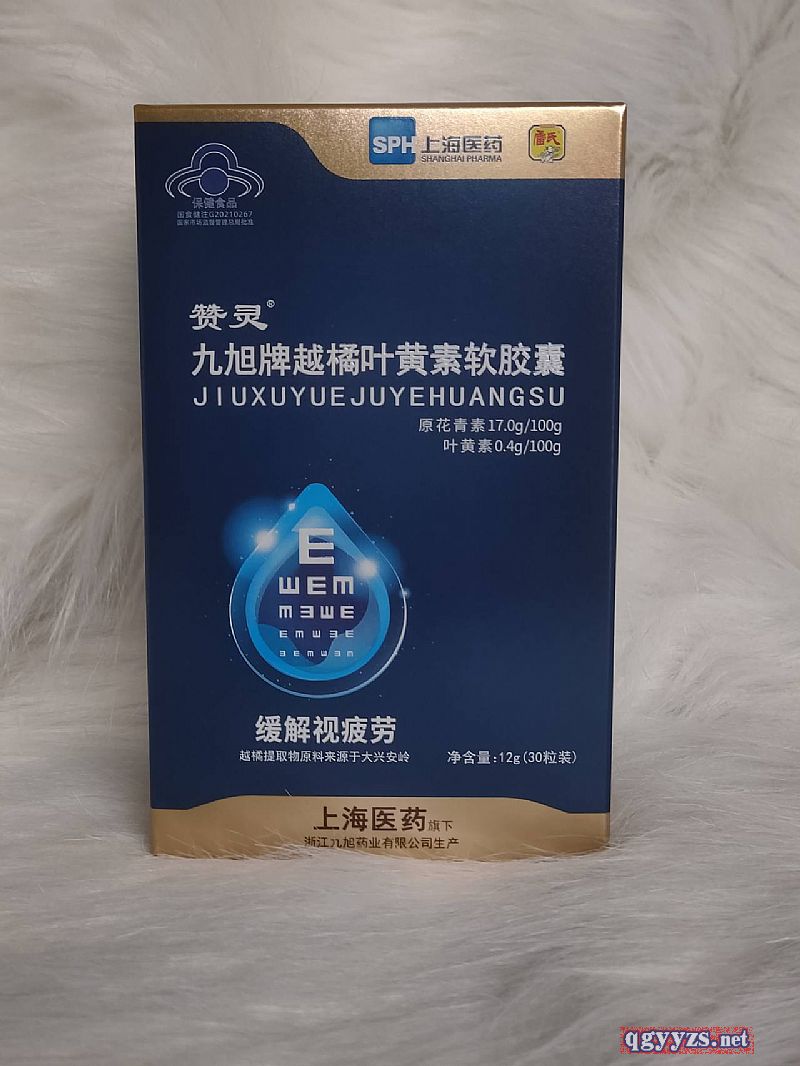 SPH 上海医药
SHANGHAI PHARMA
雷氏
保健食品
国食健注G20210267
国家市场监督管理总局批准
赞灵®
九旭牌越橘叶黄素软胶囊
JIUXUYUEJUYEHUANGSU
原花青素17.0g/100g
叶黄素0.4g/100g
E
缓解视疲劳
越橘提取物原料来源于大兴安岭
净含量:12g(30粒装)
上海医药旗下
浙江九旭药业有限公司生产
qgyyzs.net